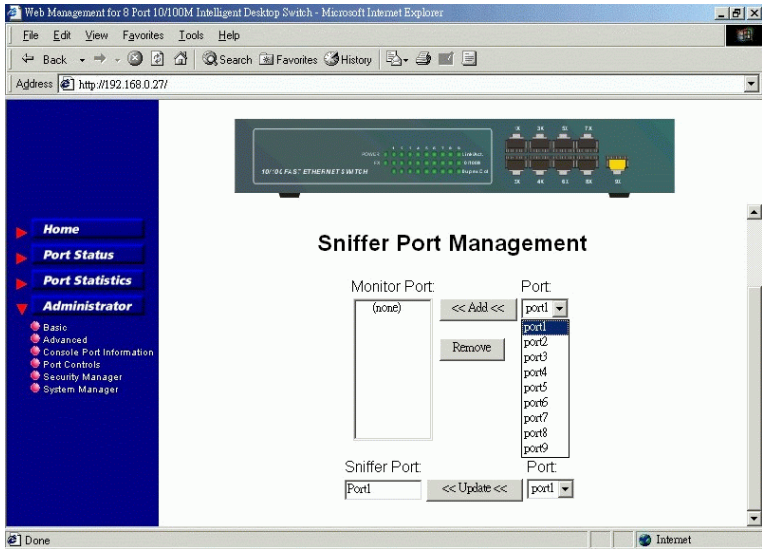 Web Management for 8 Port 10/100M Intelligent Desktop Switch - Microsoft Internet Explorer
File Edit View Favorites Tools Help
Back Search Favorites History
Address http://192.168.0.27/
POWER
10/100 FAST ETHERNET SWITCH
Home
Port Status
Port Statistics
Administrator
Basic
Advanced
Console Port Information
Port Controls
Security Manager
System Manager
Sniffer Port Management
Monitor Port: Port:
(none) << Add << port1
Remove
port1
port2
port3
port4
port5
port6
port7
port8
port9
Sniffer Port: Port:
Port1 << Update << port1
Done Internet